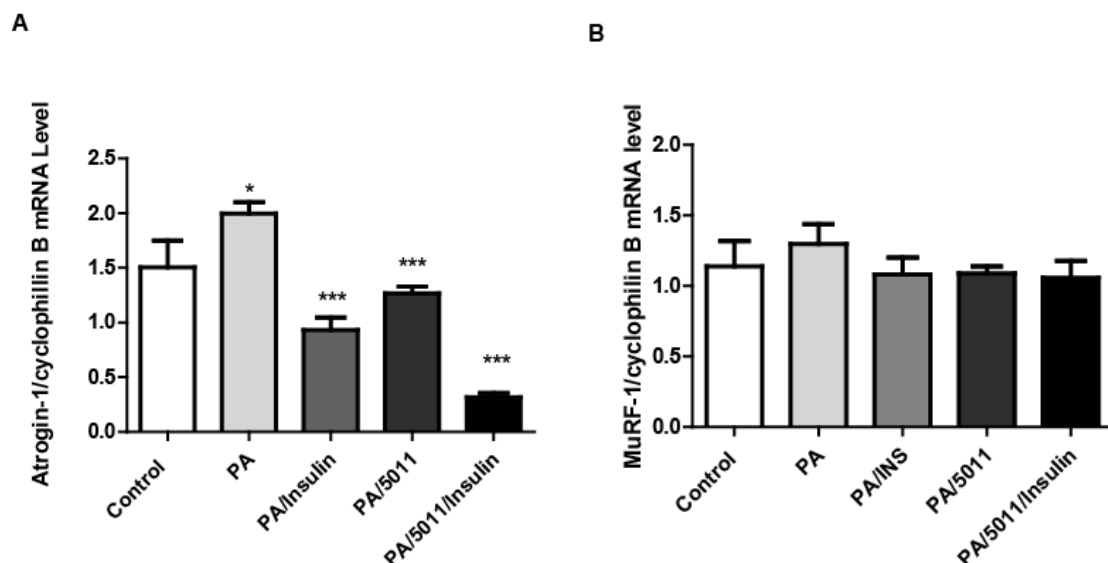 A
Atrogin-1/cyclophillin B mRNA Level
2.5
2.0
1.5
1.0
0.5
0.0
*
***
***
***
Control
PA
PA/Insulin
PA/5011
PA/5011/Insulin
B
MuRF-1/cyclophillin B mRNA level
2.0
1.5
1.0
0.5
0.0
Control
PA
PA/INS
PA/5011
PA/5011/Insulin